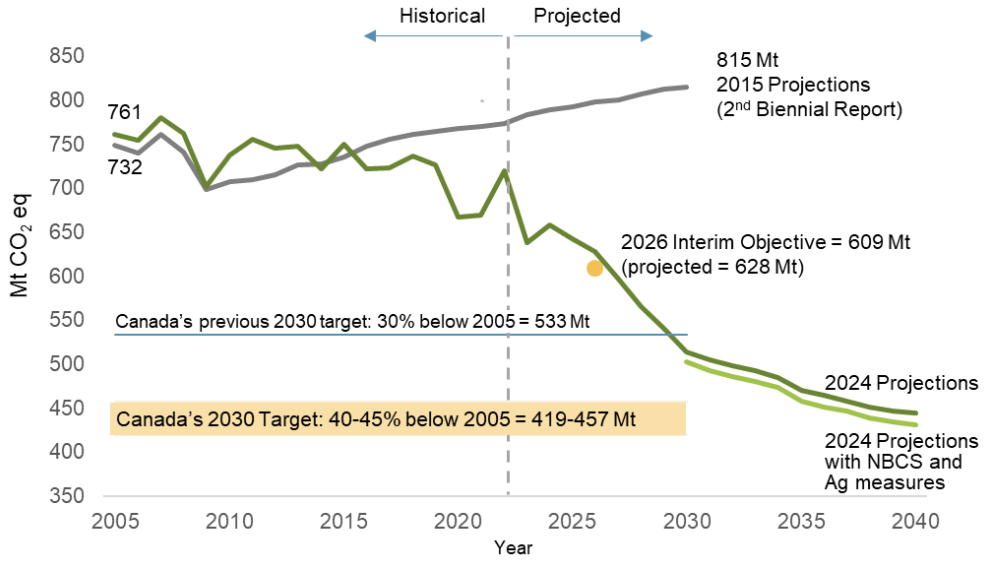 Historical
Projected
850
800
750
700
650
600
550
500
450
400
350
Mt CO₂ eq
761
732
815 Mt
2015 Projections
(2nd Biennial Report)
2026 Interim Objective = 609 Mt
(projected = 628 Mt)
Canada's previous 2030 target: 30% below 2005 = 533 Mt
2024 Projections
Canada's 2030 Target: 40-45% below 2005 = 419-457 Mt
2024 Projections
with NBCS and
Ag measures
2005 2010 2015 2020 2025 2030 2035 2040
Year